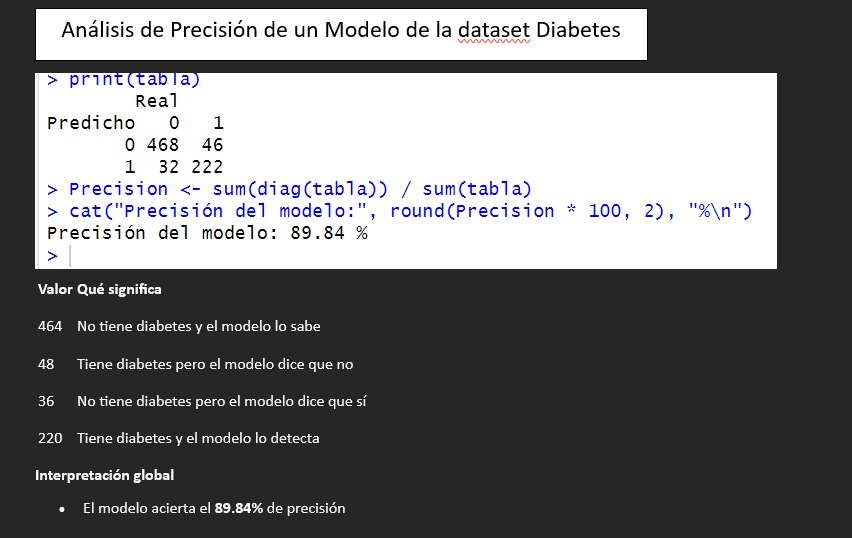 Análisis de Precisión de un Modelo de la dataset Diabetes
> print(tabla)
Real
Predicho 0 1
0 468 46
1 32 222
> Precision <- sum(diag(tabla)) / sum(tabla)
> cat("Precisión del modelo:", round(Precision * 100, 2), "%\n")
Precisión del modelo: 89.84 %
>
Valor Qué significa
464 No tiene diabetes y el modelo lo sabe
48 Tiene diabetes pero el modelo dice que no
36 No tiene diabetes pero el modelo dice que sí
220 Tiene diabetes y el modelo lo detecta
Interpretación global
• El modelo acierta el 89.84% de precisión